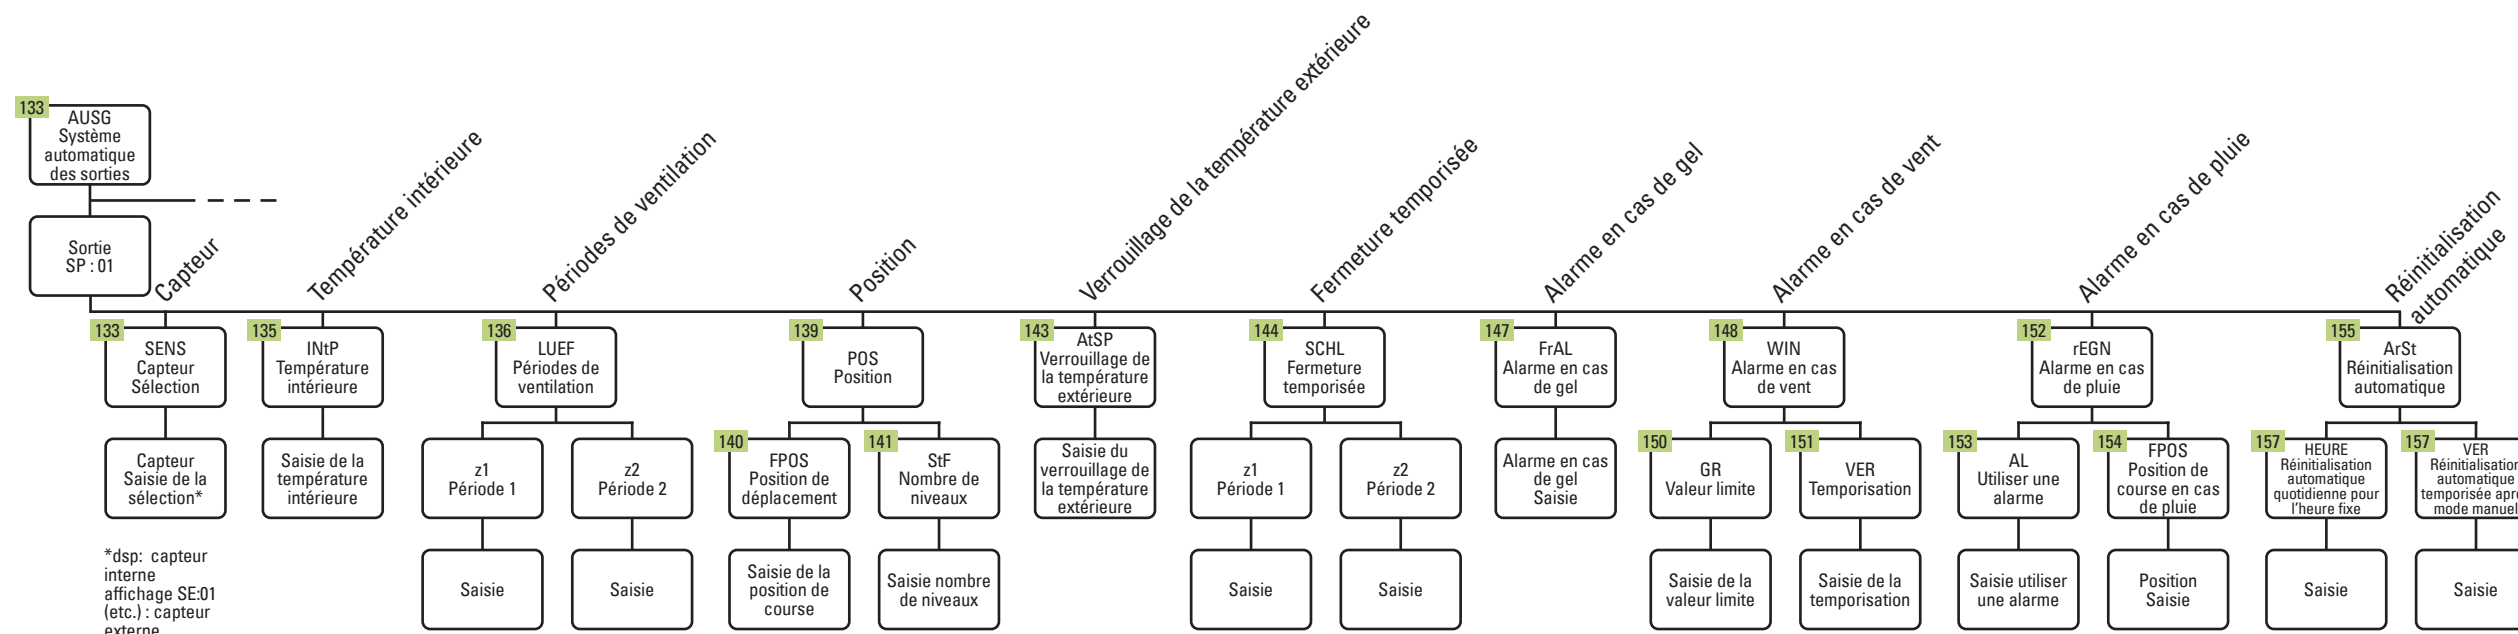 133
AUSG
Système
automatique
des sorties
Sortie
SP : 01
Capteur
Température intérieure
Périodes de ventilation
Position
Verrouillage de la température extérieure
Fermeture temporisée
Alarme en cas de gel
Alarme en cas de vent
Alarme en cas de pluie
Réinitialisation
automatique
133
SENS
Capteur
Sélection
135
INtP
Température
intérieure
136
LUEF
Périodes de
ventilation
139
POS
Position
143
AtSP
Verrouillage de
la température
extérieure
144
SCHL
Fermeture
temporisée
147
FrAL
Alarme en cas
de gel
148
WIN
Alarme en cas
de vent
152
rEGN
Alarme en cas
de pluie
155
ArSt
Réinitialisation
automatique
Capteur
Saisie de la
sélection*
Saisie de la
température
intérieure
z1
Période 1
z2
Période 2
140
FPOS
Position de
déplacement
141
StF
Nombre de
niveaux
Saisie du
verrouillage de
la température
extérieure
z1
Période 1
z2
Période 2
Alarme en cas
de gel
Saisie
150
GR
Valeur limite
151
VER
Temporisation
153
AL
Utiliser une
alarme
154
FPOS
Position de
course en cas
de pluie
157
HEURE
Réinitialisation
automatique
quotidienne pour
l'heure fixe
157
VER
Réinitialisation
automatique
temporisée apr
mode manuel
*dsp: capteur
interne
affichage SE:01
(etc.) : capteur
externe
Saisie
Saisie
Saisie de la
position de
course
Saisie nombre
de niveaux
Saisie
Saisie
Saisie de la
valeur limite
Saisie de la
temporisation
Saisie utiliser
une alarme
Position
Saisie
Saisie
Saisie